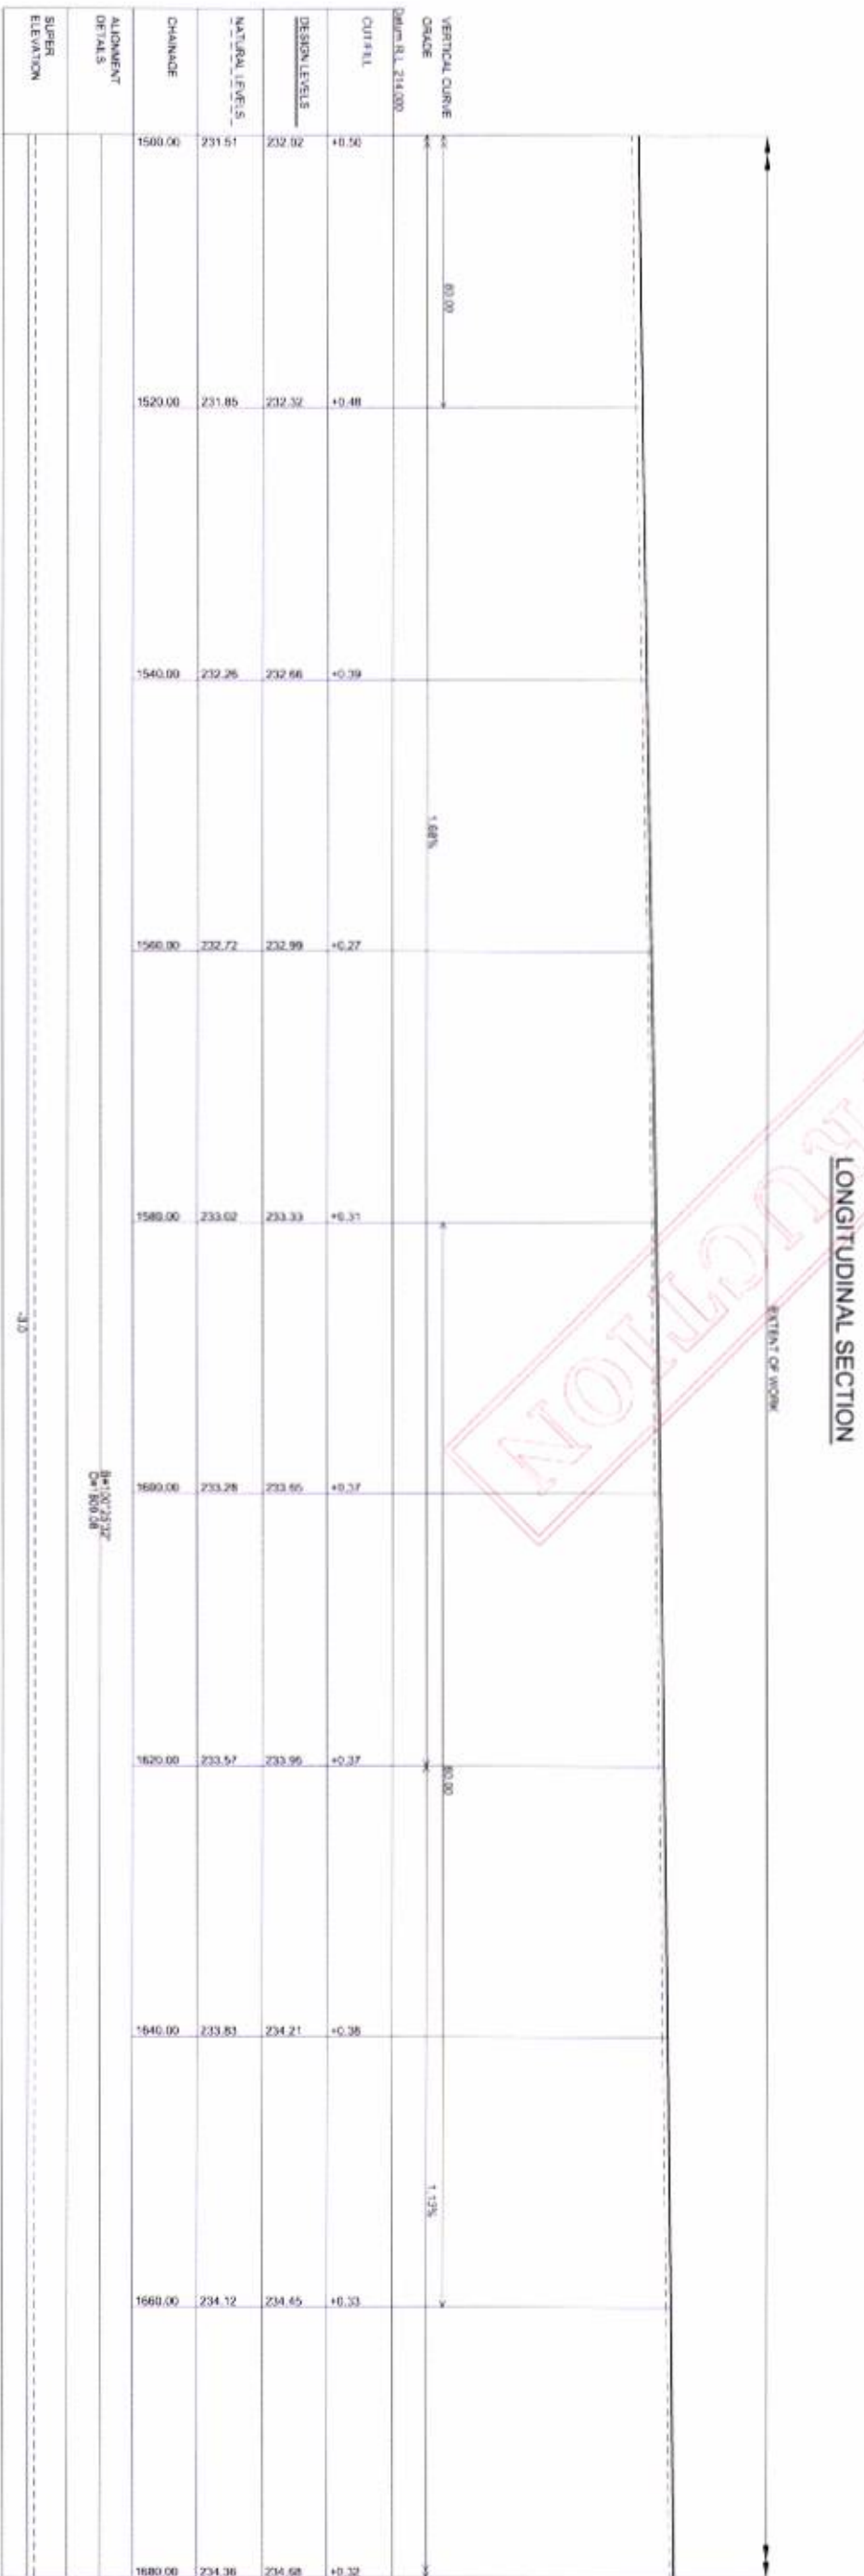 LONGITUDINAL SECTION
EXTENT OF WORK
UCTION
VERTICAL CURVE 80.00 80.00
GRADE 1.68% 1.13%
Datum R.L. 214.000
CUT/FILL +0.50 +0.48 +0.39 +0.27 +0.31 +0.37 +0.37 +0.38 +0.33 +0.32
DESIGN LEVELS 232.02 232.32 232.66 232.99 233.33 233.65 233.95 234.21 234.45 234.68
NATURAL LEVELS 231.51 231.85 232.26 232.72 233.02 233.28 233.57 233.83 234.12 234.36
CHAINAGE 1500.00 1520.00 1540.00 1560.00 1580.00 1600.00 1620.00 1640.00 1660.00 1680.00
ALIGNMENT
DETAILS
B=100°25'32"
SUPER
ELEVATION
-3.0